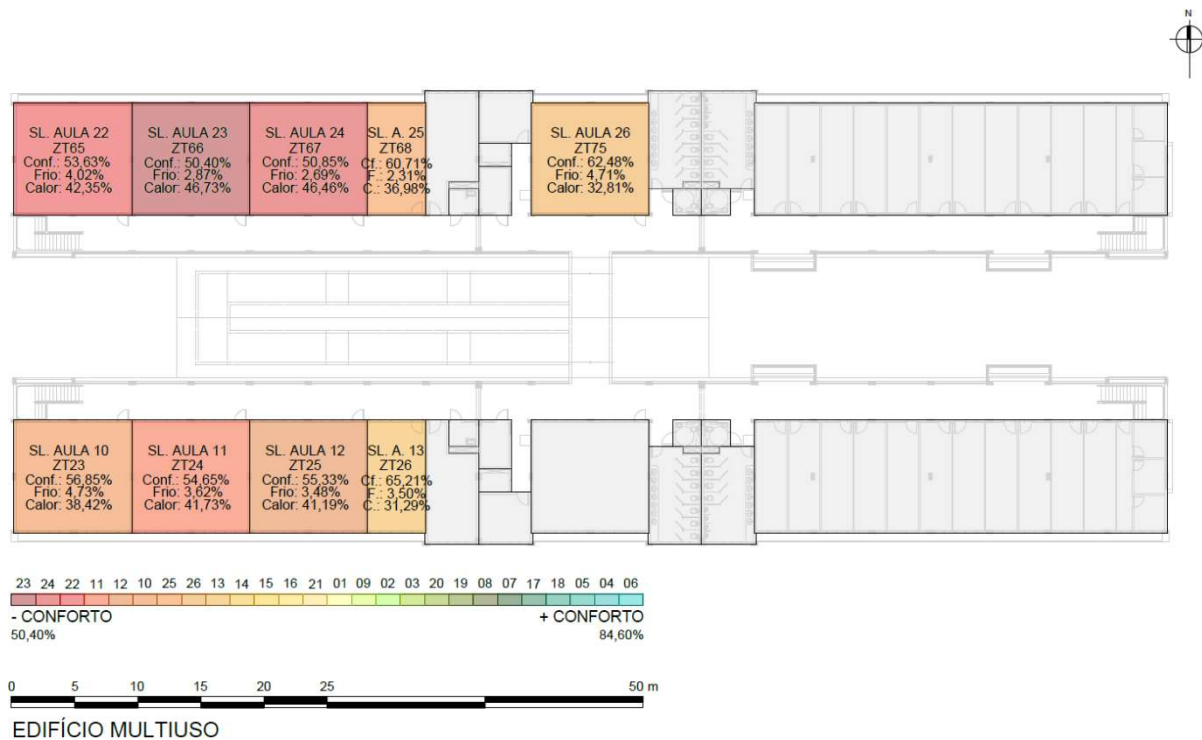 N
SL. AULA 22
ZT65
Conf.: 53,63%
Frio: 4,02%
Calor: 42,35%
SL. AULA 23
ZT66
Conf.: 50,40%
Frio: 2,87%
Calor: 46,73%
SL. AULA 24
ZT67
Conf.: 50,85%
Frio: 2,69%
Calor: 46,46%
SL. A. 25
ZT68
Cf.: 60,71%
F.: 2,31%
C.: 36,98%
SL. AULA 26
ZT75
Conf.: 62,48%
Frio: 4,71%
Calor: 32,81%
SL. AULA 10
ZT23
Conf.: 56,85%
Frio: 4,73%
Calor: 38,42%
SL. AULA 11
ZT24
Conf.: 54,65%
Frio: 3,62%
Calor: 41,73%
SL. AULA 12
ZT25
Conf.: 55,33%
Frio: 3,48%
Calor: 41,19%
SL. A. 13
ZT26
Cf.: 65,21%
F.: 3,50%
C.: 31,29%
23 24 22 11 12 10 25 26 13 14 15 16 21 01 09 02 03 20 19 08 07 17 18 05 04 06
- CONFORTO + CONFORTO
50,40% 84,60%
0 5 10 15 20 25 50 m
EDIFÍCIO MULTIUSO